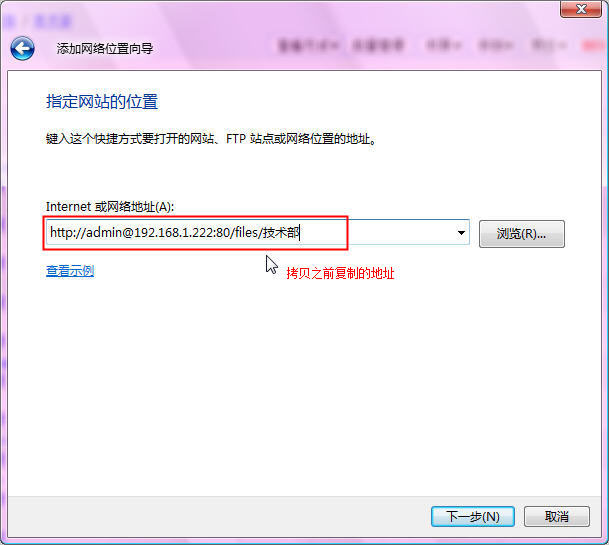 添加网络位置向导
指定网站的位置
键入这个快捷方式要打开的网站、FTP 站点或网络位置的地址。
Internet 或网络地址(A):
http://admin@192.168.1.222:80/files/技术部
浏览(R)...
查看示例
拷贝之前复制的地址
下一步(N)
取消